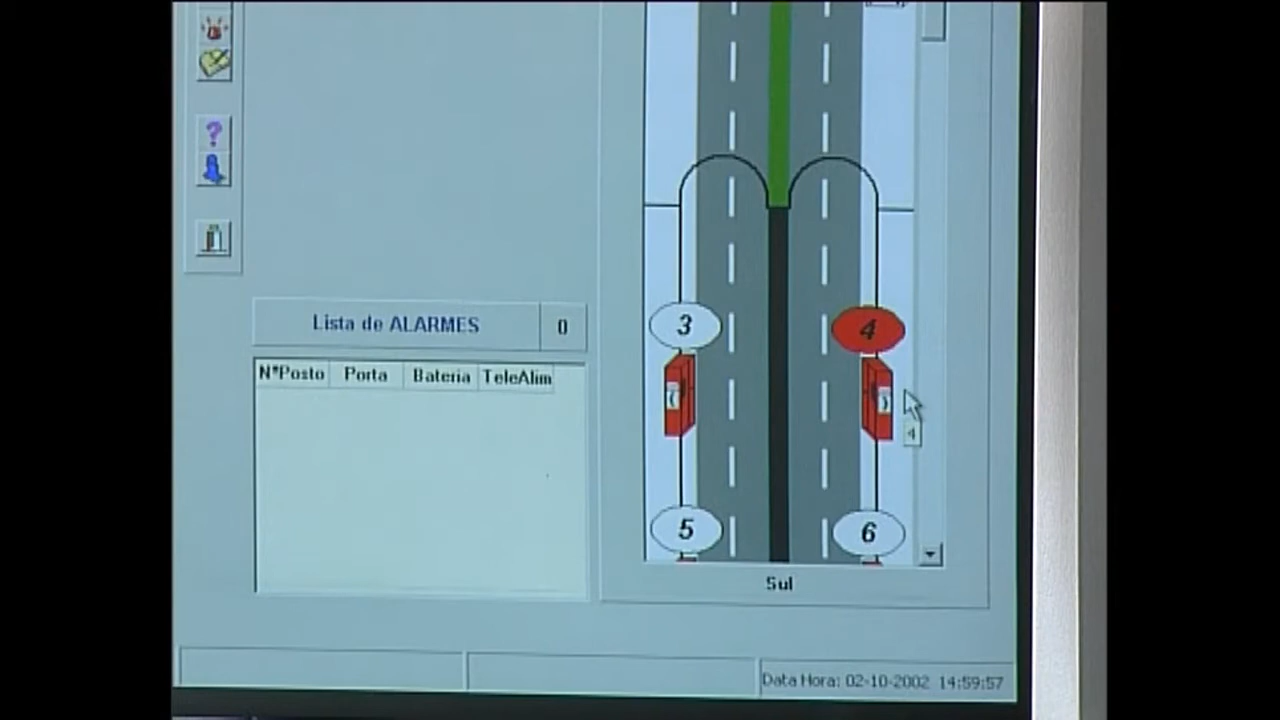 ?
Lista de ALARMES 0
NºPosto Porta Bateria TeleAlim
3 4
4
5 6
Sul
Data Hora: 02-10-2002 14:59:57